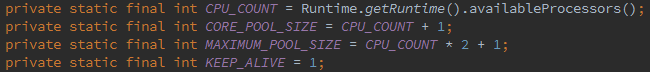 private static final int CPU_COUNT = Runtime.getRuntime().availableProcessors();
private static final int CORE_POOL_SIZE = CPU_COUNT + 1;
private static final int MAXIMUM_POOL_SIZE = CPU_COUNT * 2 + 1;
private static final int KEEP_ALIVE = 1;